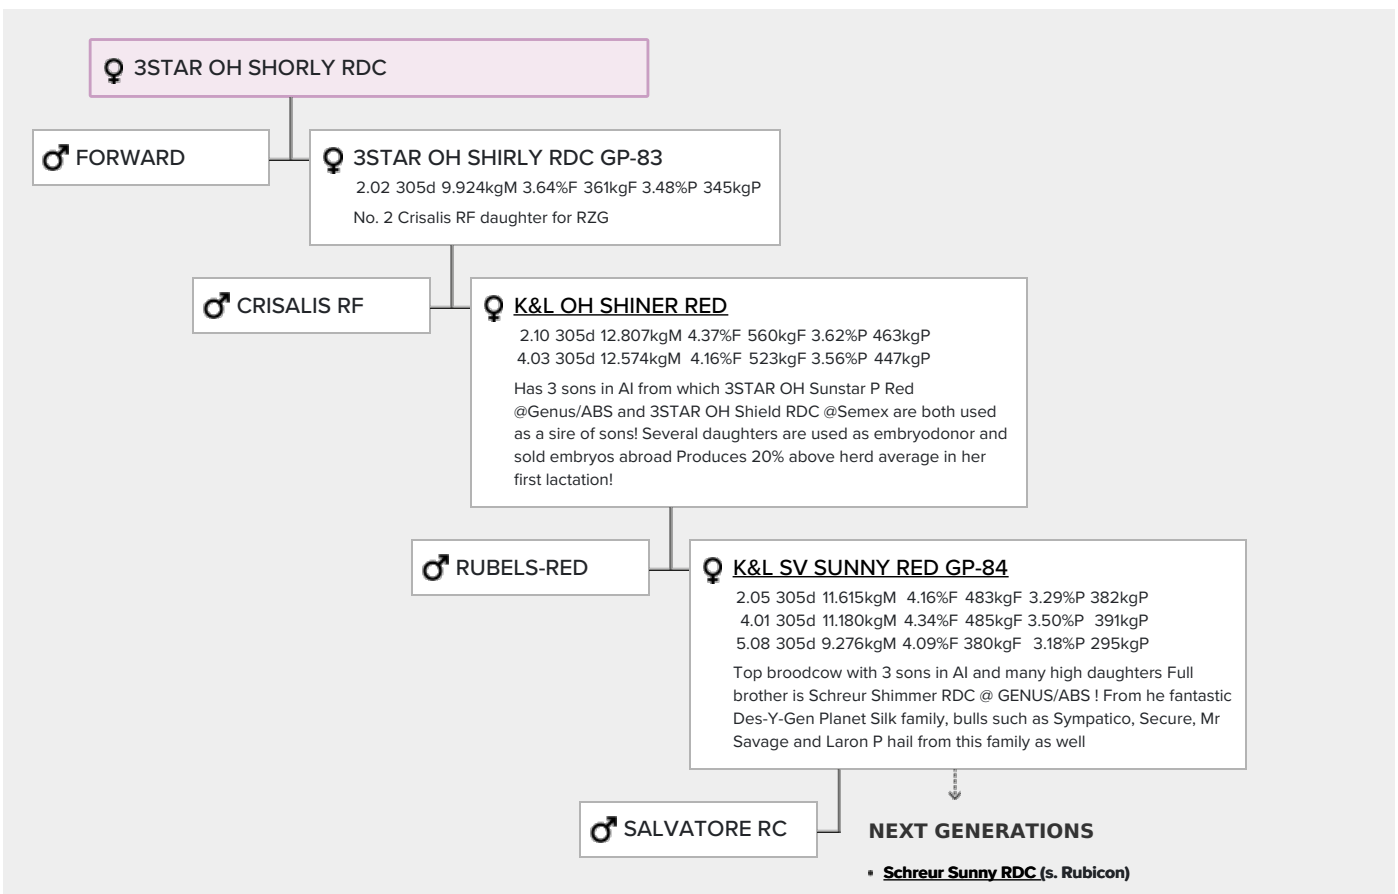 3STAR OH SHORLY RDC
FORWARD
3STAR OH SHIRLY RDC GP-83
2.02 305d 9.924kgM 3.64%F 361kgF 3.48%P 345kgP
No. 2 Crisalis RF daughter for RZG
CRISALIS RF
K&L OH SHINER RED
2.10 305d 12.807kgM 4.37%F 560kgF 3.62%P 463kgP
4.03 305d 12.574kgM 4.16%F 523kgF 3.56%P 447kgP
Has 3 sons in AI from which 3STAR OH Sunstar P Red
@Genus/ABS and 3STAR OH Shield RDC @Semex are both used
as a sire of sons! Several daughters are used as embryodonor and
sold embryos abroad Produces 20% above herd average in her
first lactation!
RUBELS-RED
K&L SV SUNNY RED GP-84
2.05 305d 11.615kgM 4.16%F 483kgF 3.29%P 382kgP
4.01 305d 11.180kgM 4.34%F 485kgF 3.50%P 391kgP
5.08 305d 9.276kgM 4.09%F 380kgF 3.18%P 295kgP
Top broodcow with 3 sons in AI and many high daughters Full
brother is Schreur Shimmer RDC @ GENUS/ABS ! From he fantastic
Des-Y-Gen Planet Silk family, bulls such as Sympatico, Secure, Mr
Savage and Laron P hail from this family as well
SALVATORE RC
NEXT GENERATIONS
• Schreur Sunny RDC (s. Rubicon)